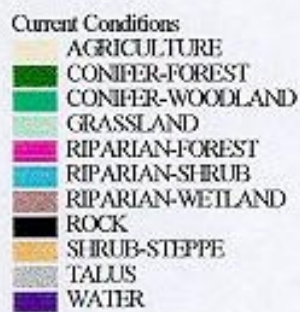 Current Conditions
AGRICULTURE
CONIFER-FOREST
CONIFER-WOODLAND
GRASSLAND
RIPARIAN-FOREST
RIPARIAN-SHRUB
RIPARIAN-WETLAND
ROCK
SHRUB-STEPPE
TALUS
WATER